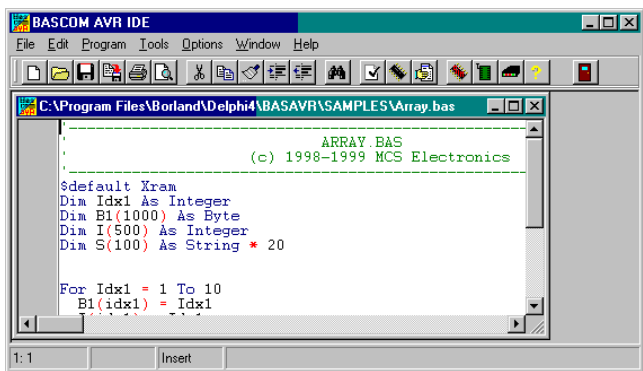 BASCOM AVR IDE
File Edit Program Tools Options Window Help
C:\Program Files\Borland\Delphi4\BASAVR\SAMPLES\Array.bas
'-----------------------------------------------------------
' ARRAY.BAS
' (c) 1998-1999 MCS Electronics
'-----------------------------------------------------------
$default Xram
Dim Idx1 As Integer
Dim B1(1000) As Byte
Dim I(500) As Integer
Dim S(100) As String * 20
For Idx1 = 1 To 10
B1(idx1) = Idx1
1: 1 Insert